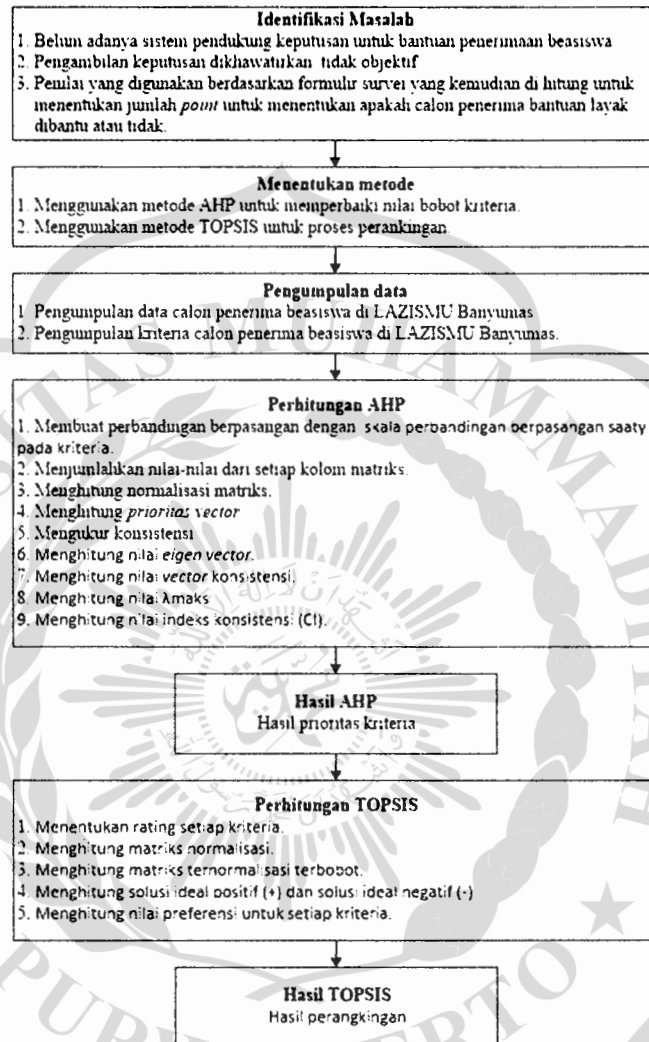 Identifikasi Masalah
1. Belum adanya sistem pendukung keputusan untuk bantuan penerimaan beasiswa
2. Pengambilan keputusan dikhawatirkan tidak objektif
3. Penilai yang digunakan berdasarkan formulir survei yang kemudian di hitung untuk
menentukan jumlah point untuk menentukan apakah calon penerima bantuan layak
dibantu atau tidak.
Menentukan metode
1. Menggunakan metode AHP untuk memperbaiki nilai bobot kriteria.
2. Menggunakan metode TOPSIS untuk proses perankingan.
Pengumpulan data
1. Pengumpulan data calon penerima beasiswa di LAZISMU Banyumas
2. Pengumpulan kriteria calon penerima beasiswa di LAZISMU Banyumas.
Perhitungan AHP
1. Membuat perbandingan berpasangan dengan skala perbandingan berpasangan saaty
pada kriteria.
2. Menjumlahkan nilai-nilai dari setiap kolom matriks.
3. Menghitung normalisasi matriks.
4. Menghitung prioritas vector
5. Mengukur konsistensi
6. Menghitung nilai eigen vector.
7. Menghitung nilai vector konsistensi.
8. Menghitung nilai λmaks
9. Menghitung nilai indeks konsistensi (CI).
Hasil AHP
Hasil prioritas kriteria
Perhitungan TOPSIS
1. Menentukan rating setiap kriteria.
2. Menghitung matriks normalisasi.
3. Menghitung matriks ternormalisasi terbobot.
4. Menghitung solusi ideal positif (+) dan solusi ideal negatif (-)
5. Menghitung nilai preferensi untuk setiap kriteria.
Hasil TOPSIS
Hasil perangkingan